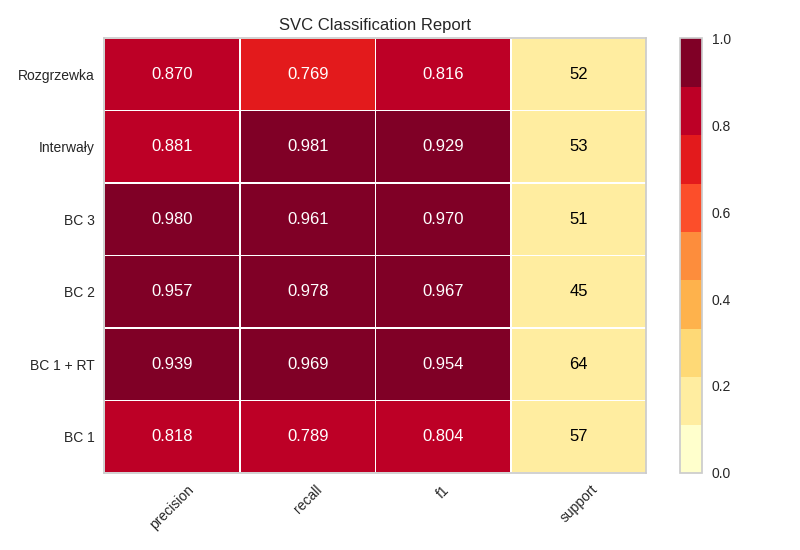 SVC Classification Report
Rozgrzewka 0.870 0.769 0.816 52
Interwały 0.881 0.981 0.929 53
BC 3 0.980 0.961 0.970 51
BC 2 0.957 0.978 0.967 45
BC 1 + RT 0.939 0.969 0.954 64
BC 1 0.818 0.789 0.804 57
precision recall f1 support
1.0
0.8
0.6
0.4
0.2
0.0